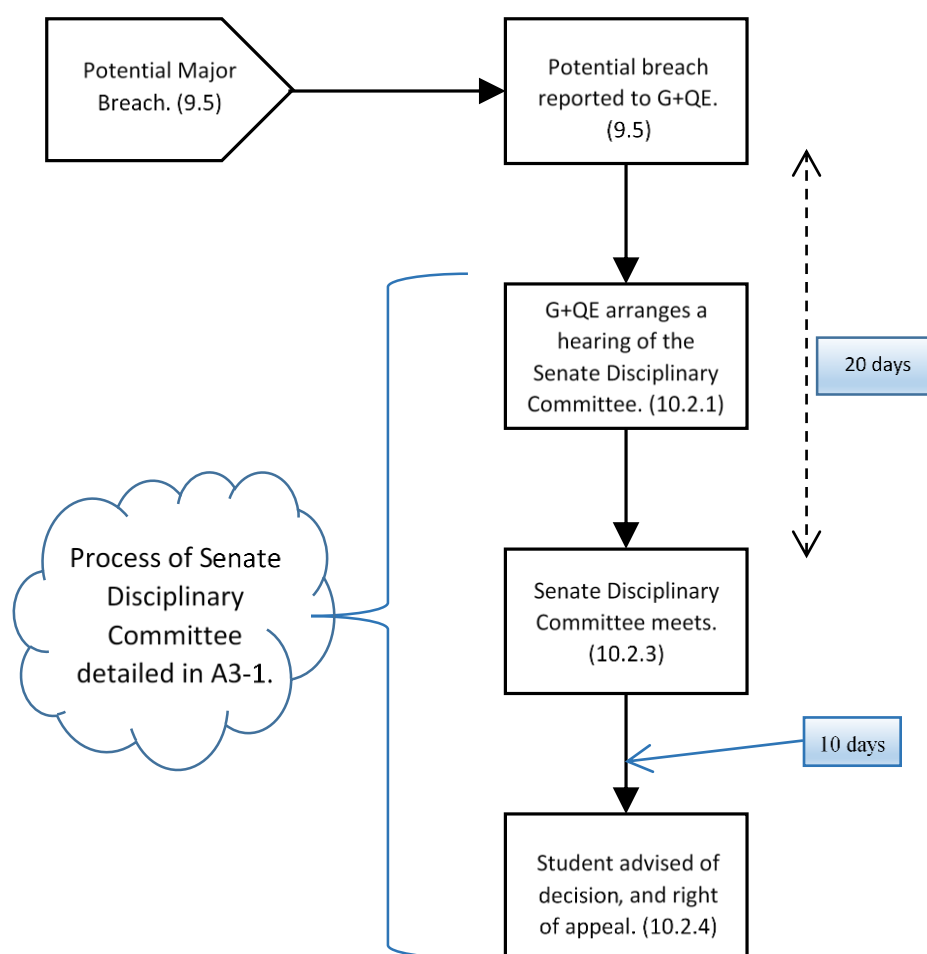 Potential Major
Breach. (9.5)
Potential breach
reported to G+QE.
(9.5)
G+QE arranges a
hearing of the
Senate Disciplinary
Committee. (10.2.1)
20 days
Process of Senate
Disciplinary
Committee
detailed in A3-1.
Senate Disciplinary
Committee meets.
(10.2.3)
10 days
Student advised of
decision, and right
of appeal. (10.2.4)